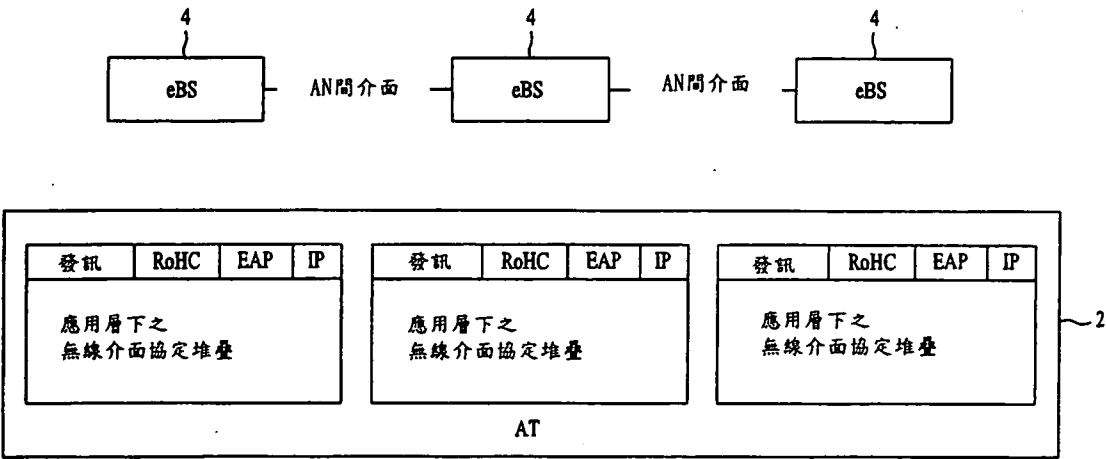 4 4 4
eBS AN間介面 eBS AN間介面 eBS
發訊 RoHC EAP IP 發訊 RoHC EAP IP 發訊 RoHC EAP IP
應用層下之 應用層下之 應用層下之
無線介面協定堆疊 無線介面協定堆疊 無線介面協定堆疊
2
AT